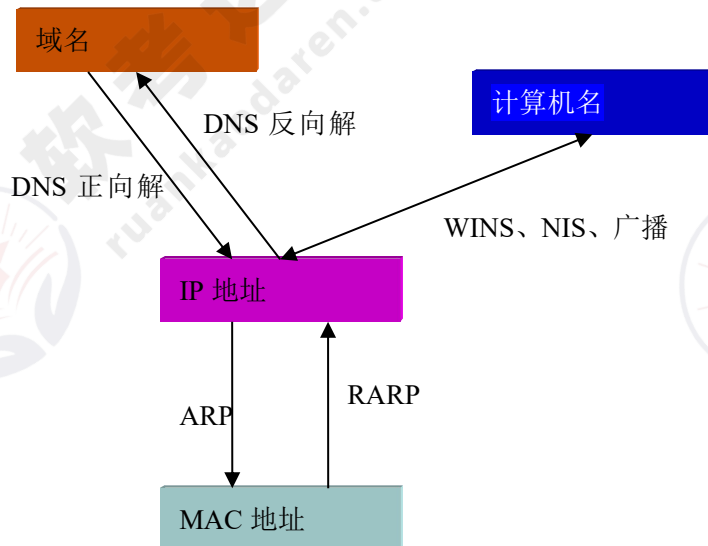 域名
计算机名
DNS 反向解
DNS 正向解
WINS、NIS、广播
IP 地址
RARP
ARP
MAC 地址